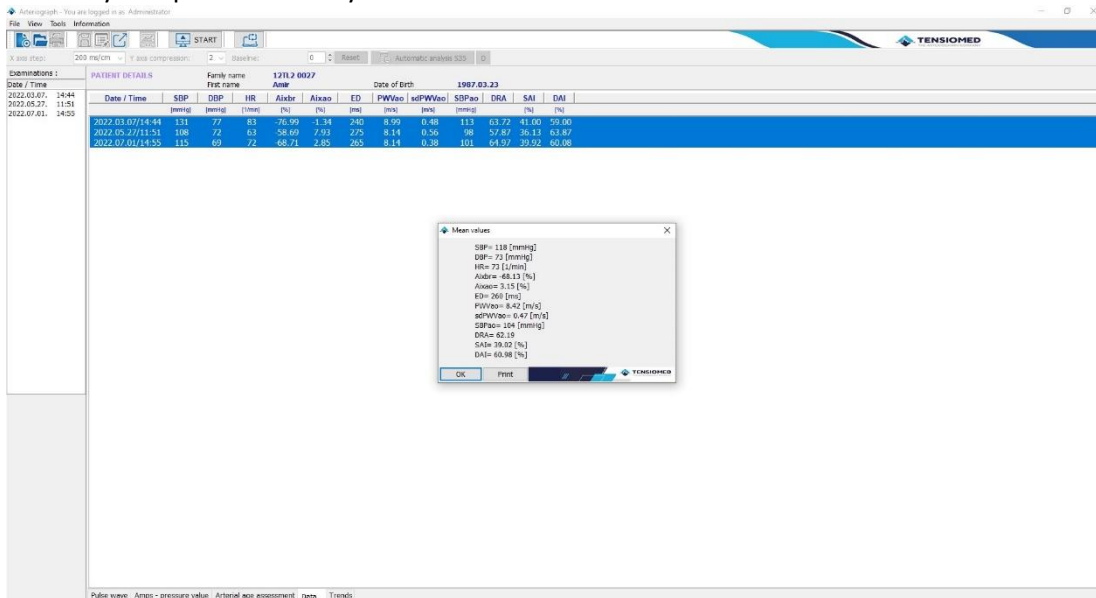 Arteriograph - You are logged in as Administrator
File View Tools Information
START
TENSIOMED
X axis step: 200 ms/cm Y axis compression: 2 Baseline: 0 Reset Automatic analysis S35 D
Examinations :
PATIENT DETAILS Family name 12TL2 0027
Date / Time First name Amir Date of Birth 1987.03.23
2022.03.07. 14:44
2022.05.27. 11:51
2022.07.01. 14:55
Date / Time SBP DBP HR Aixbr Aixao ED PWVao sdPWVao SBPao DRA SAI DAI
[mmHg] [mmHg] [1/min] [%] [%] [ms] [m/s] [m/s] [mmHg] [%] [%]
2022.03.07/14:44 131 77 83 -76.99 -1.34 240 8.99 0.48 113 63.72 41.00 59.00
2022.05.27/11:51 108 72 63 -58.69 7.93 275 8.14 0.56 98 57.87 36.13 63.87
2022.07.01/14:55 115 69 72 -68.71 2.85 265 8.14 0.38 101 64.97 39.92 60.08
Mean values
SBP= 118 [mmHg]
DBP= 73 [mmHg]
HR= 73 [1/min]
Aixbr= -68.13 [%]
Aixao= 3.15 [%]
ED= 260 [ms]
PWVao= 8.42 [m/s]
sdPWVao= 0.47 [m/s]
SBPao= 104 [mmHg]
DRA= 62.19
SAI= 39.02 [%]
DAI= 60.98 [%]
OK Print TENSIOMED
Pulse wave Amps - pressure value Arterial age assessment Data Trends